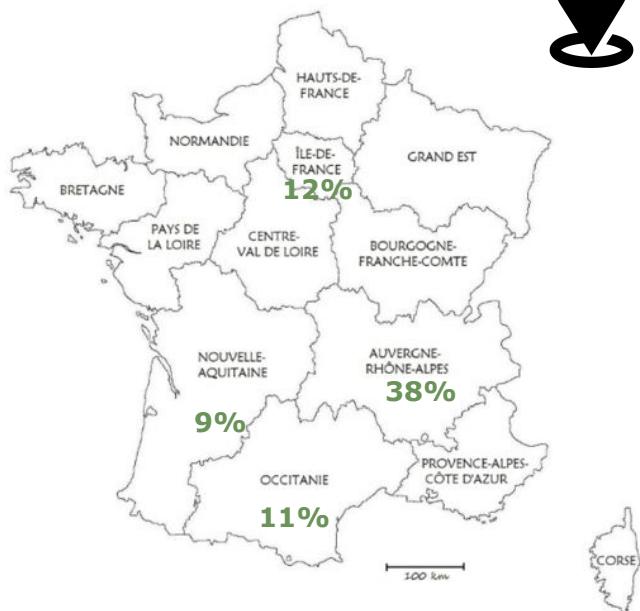 HAUTS-DE-
FRANCE
NORMANDIE
ÎLE-DE-
FRANCE
12%
GRAND EST
BRETAGNE
PAYS DE
LA LOIRE
CENTRE-
VAL DE LOIRE
BOURGOGNE-
FRANCHE-COMTE
NOUVELLE-
AQUITAINE
9%
AUVERGNE-
RHÔNE-ALPES
38%
OCCITANIE
11%
PROVENCE-ALPES-
CÔTE D'AZUR
CORSE
100 km